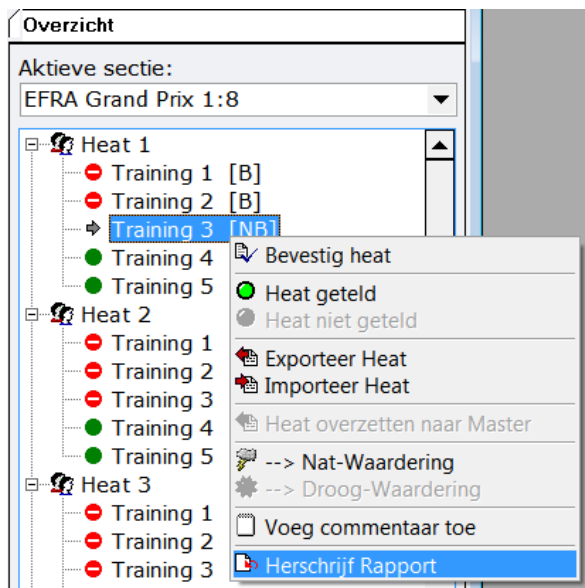 Overzicht
Aktieve sectie:
EFRA Grand Prix 1:8
Heat 1
Training 1 [B]
Training 2 [B]
Training 3 [NB]
Training 4
Training 5
Heat 2
Training 1
Training 2
Training 3
Training 4
Training 5
Heat 3
Training 1
Training 2
Training 3
Bevestig heat
Heat geteld
Heat niet geteld
Exporteer Heat
Importeer Heat
Heat overzetten naar Master
--> Nat-Waardering
--> Droog-Waardering
Voeg commentaar toe
Herschrijf Rapport